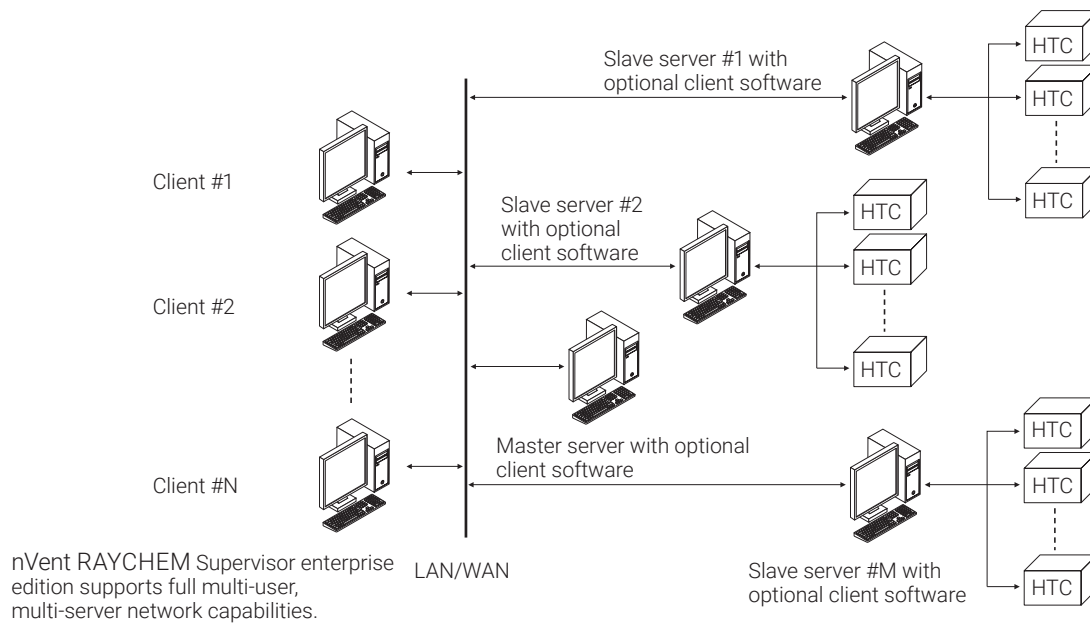 Slave server #1 with
optional client software
HTC
HTC
HTC
Client #1
Slave server #2
with optional
client software
HTC
HTC
HTC
Client #2
Master server with optional
client software
Client #N
HTC
HTC
HTC
nVent RAYCHEM Supervisor enterprise
edition supports full multi-user,
multi-server network capabilities.
LAN/WAN
Slave server #M with
optional client software